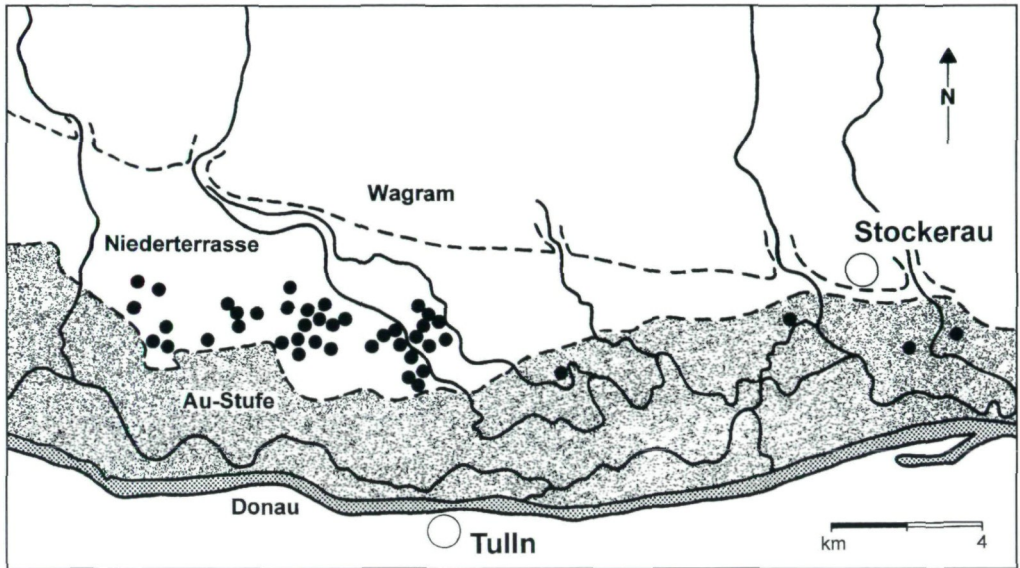 N
Wagram
Stockerau
Niederterrasse
Au-Stufe
Donau
Tulln
km 4